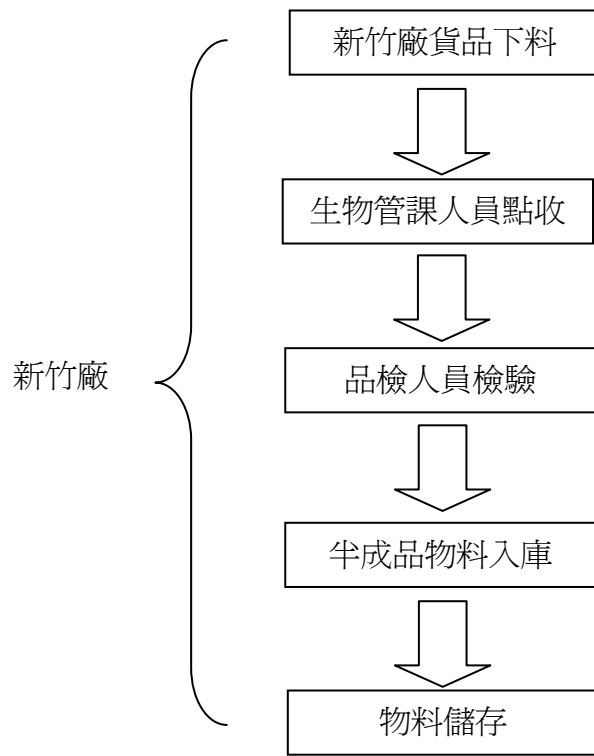 新竹廠貨品下料
生物管課人員點收
新竹廠
品檢人員檢驗
半成品物料入庫
物料儲存